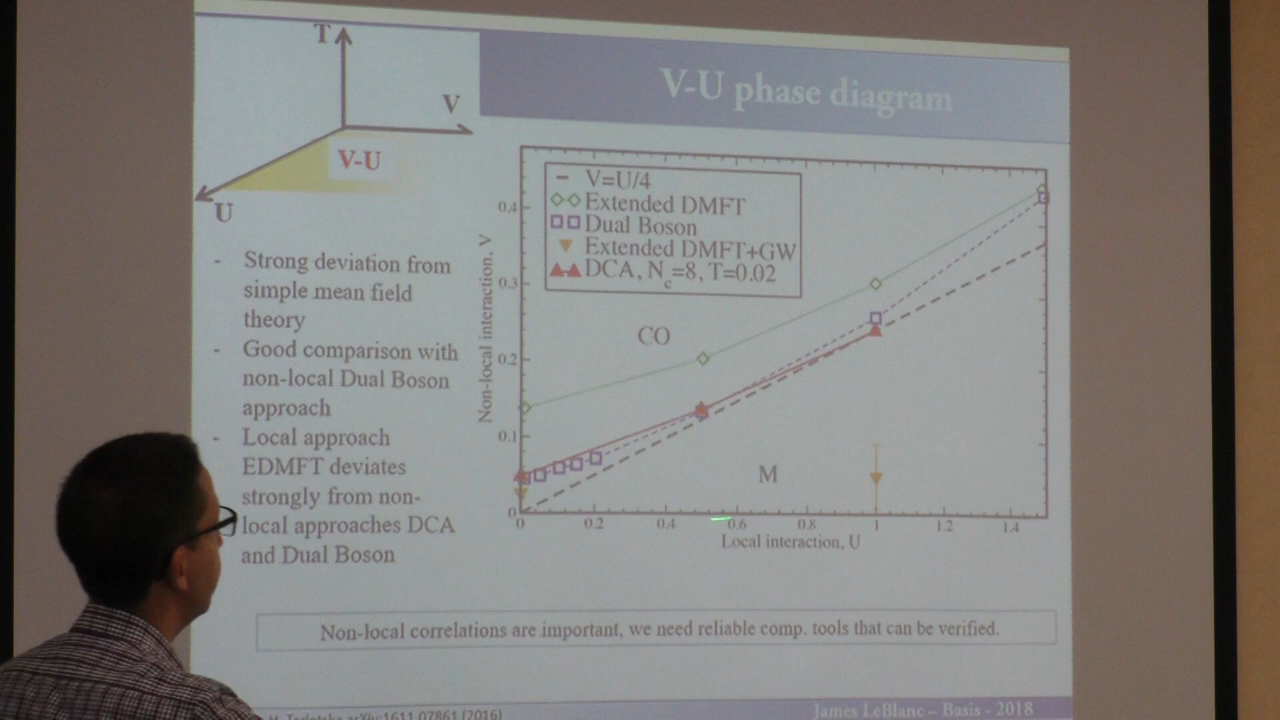 V-U phase diagram
T
V
V-U
U
- Strong deviation from
simple mean field
theory
- Good comparison with
non-local Dual Boson
approach
- Local approach
EDMFT deviates
strongly from non-
local approaches DCA
and Dual Boson
V=U/4
Extended DMFT
Dual Boson
Extended DMFT+GW
DCA, N_c=8, T=0.02
Non-local interaction, V
0,4
0.3
0.2
0.1
0
CO
M
0 0.2 0.4 0.6 0.8 1 1.2 1.4
Local interaction, U
Non-local correlations are important, we need reliable comp. tools that can be verified.
arXiv:1611.07861 (2016)
James LeBlanc – Basis - 2018